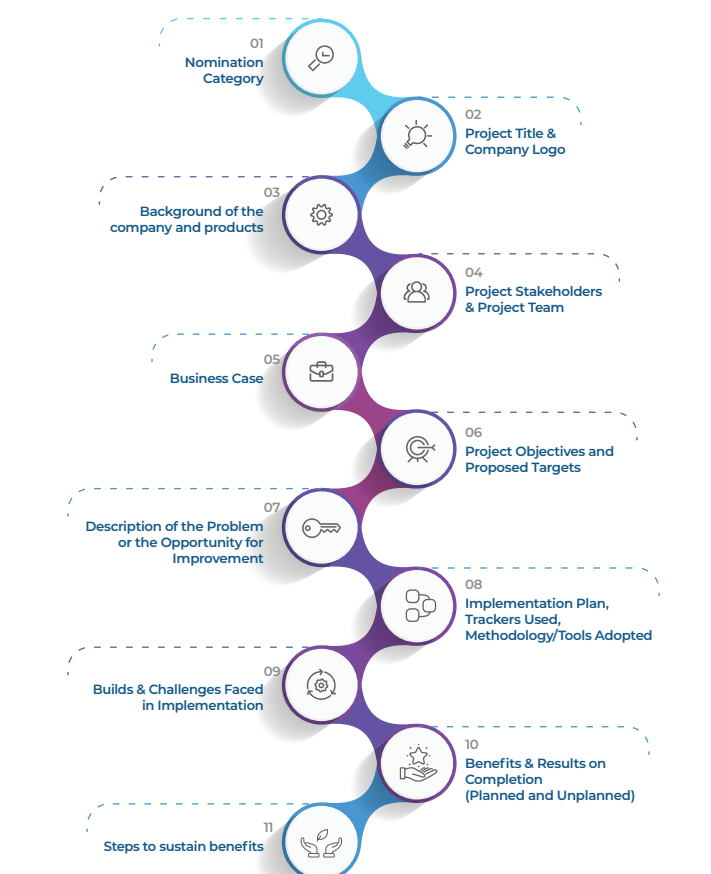 01
Nomination
Category
02
Project Title &
Company Logo
03
Background of the
company and products
04
Project Stakeholders
& Project Team
05
Business Case
06
Project Objectives and
Proposed Targets
07
Description of the Problem
or the Opportunity for
Improvement
08
Implementation Plan,
Trackers Used,
Methodology/Tools Adopted
09
Builds & Challenges Faced
in Implementation
10
Benefits & Results on
Completion
(Planned and Unplanned)
11
Steps to sustain benefits